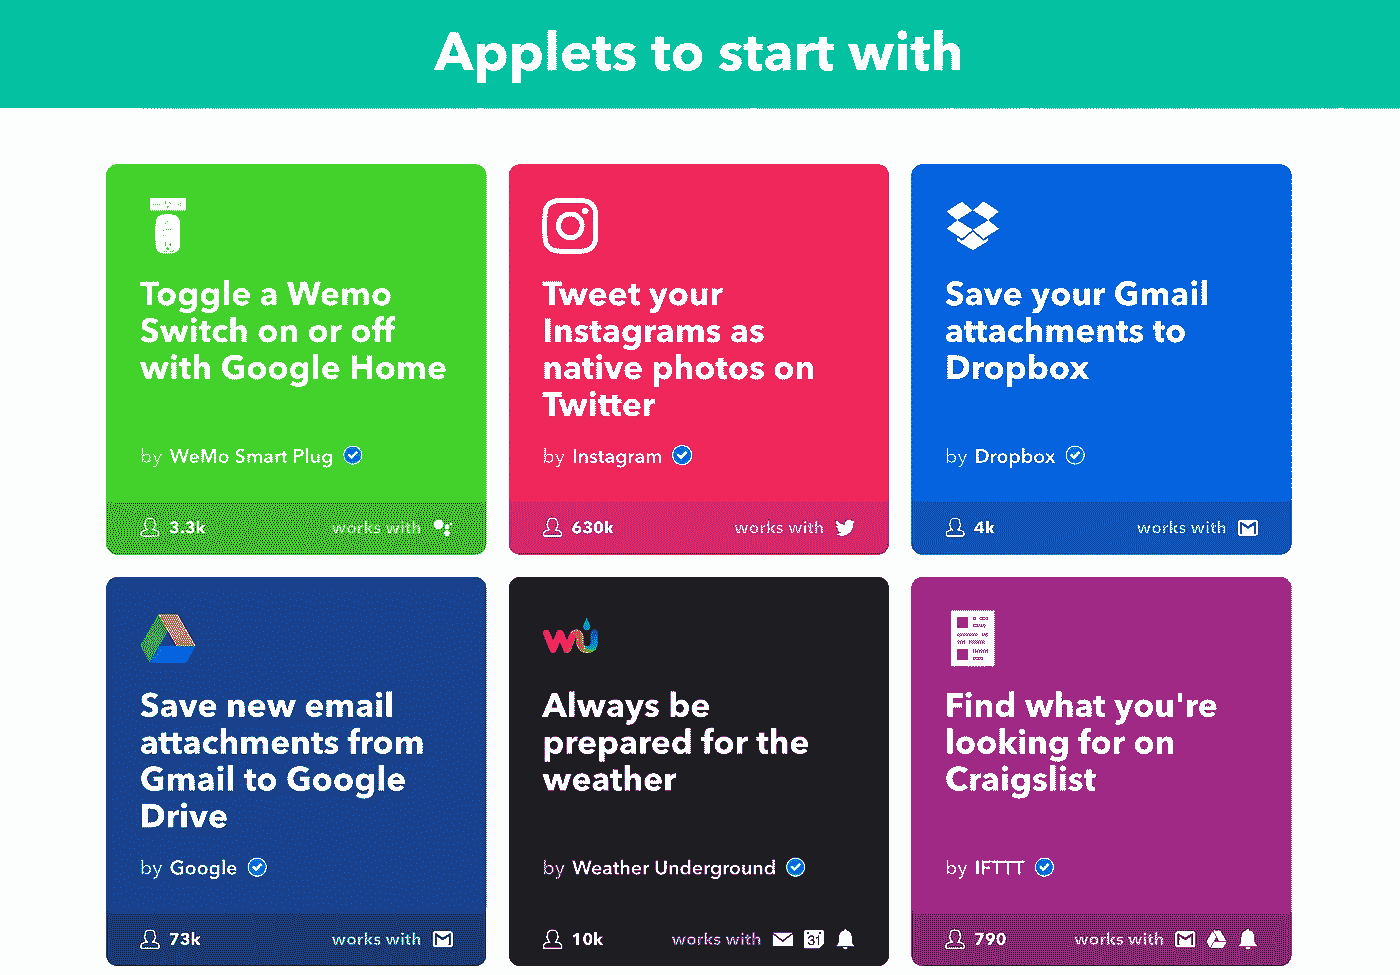 Applets to start with
Toggle a Wemo
Switch on or off
with Google Home
by WeMo Smart Plug
3.3k works with
Tweet your
Instagrams as
native photos on
Twitter
by Instagram
630k works with
Save your Gmail
attachments to
Dropbox
by Dropbox
4k works with
Save new email
attachments from
Gmail to Google
Drive
by Google
73k works with
wu
Always be
prepared for the
weather
by Weather Underground
10k works with 31
Find what you're
looking for on
Craigslist
by IFTTT
790 works with